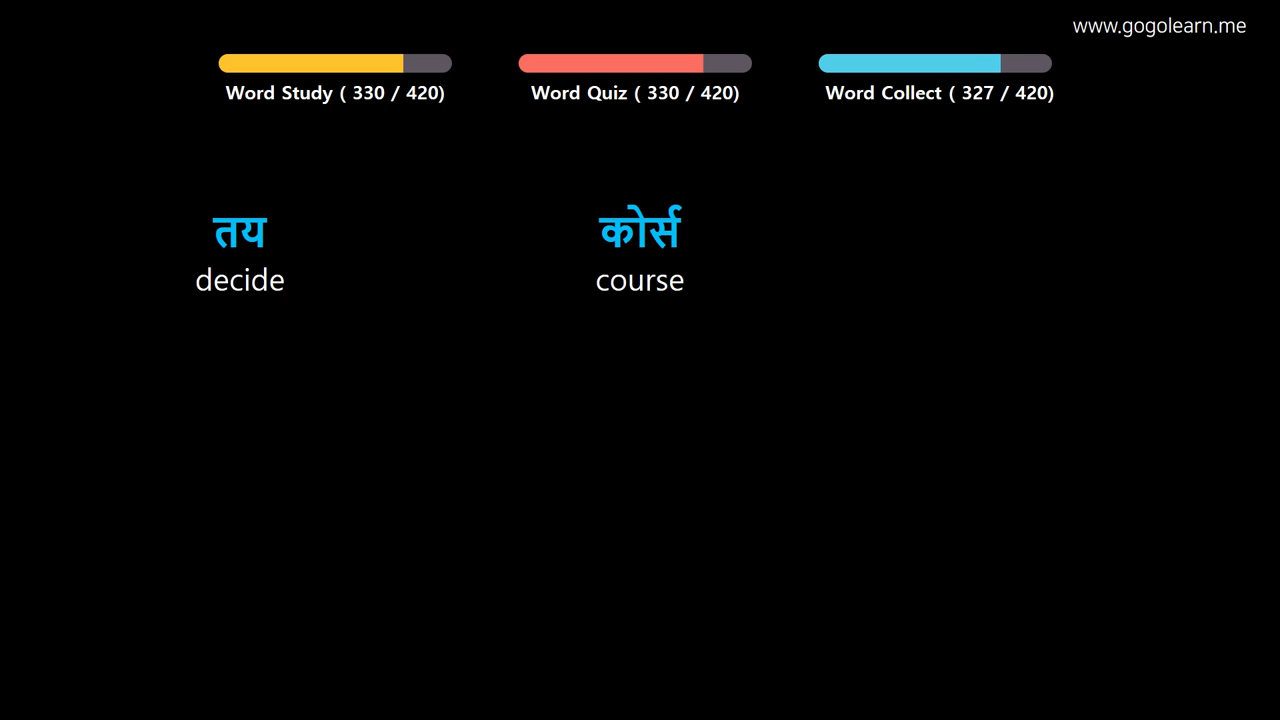 www.gogolearn.me
Word Study ( 330 / 420)
Word Quiz ( 330 / 420)
Word Collect ( 327 / 420)
तय
कोर्स
decide
course